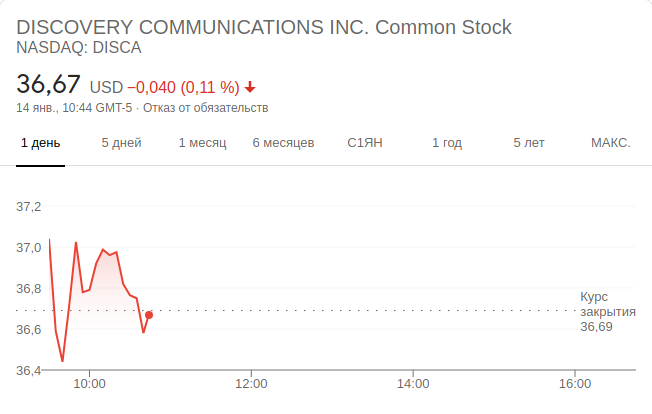 DISCOVERY COMMUNICATIONS INC. Common Stock
NASDAQ: DISCA
36,67 USD −0,040 (0,11 %)
14 янв., 10:44 GMT-5 · Отказ от обязательств
1 день 5 дней 1 месяц 6 месяцев С1ЯН 1 год 5 лет МАКС.
37,2
37,0
36,8
36,6
36,4
Курс
закрытия
36,69
10:00 12:00 14:00 16:00